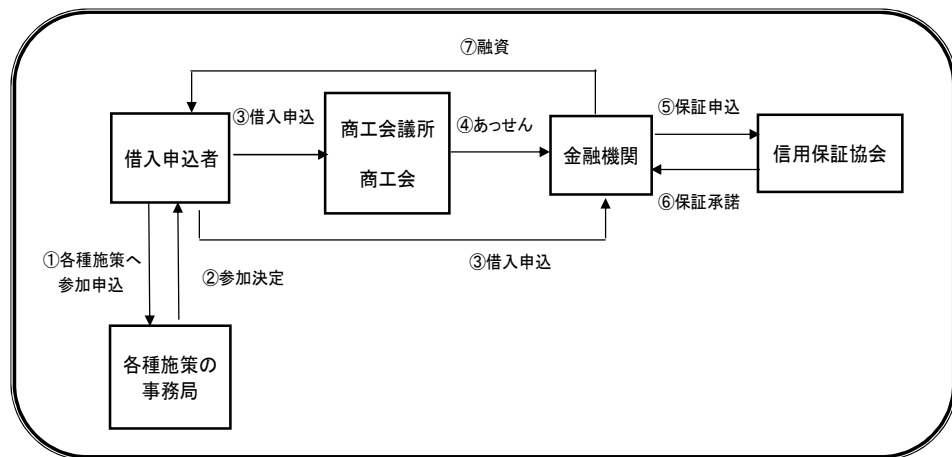 ⑦融資
③借入申込
商工会議所
商工会
④あっせん
⑤保証申込
借入申込者
金融機関
信用保証協会
⑥保証承諾
③借入申込
①各種施策へ
参加申込
②参加決定
各種施策の
事務局